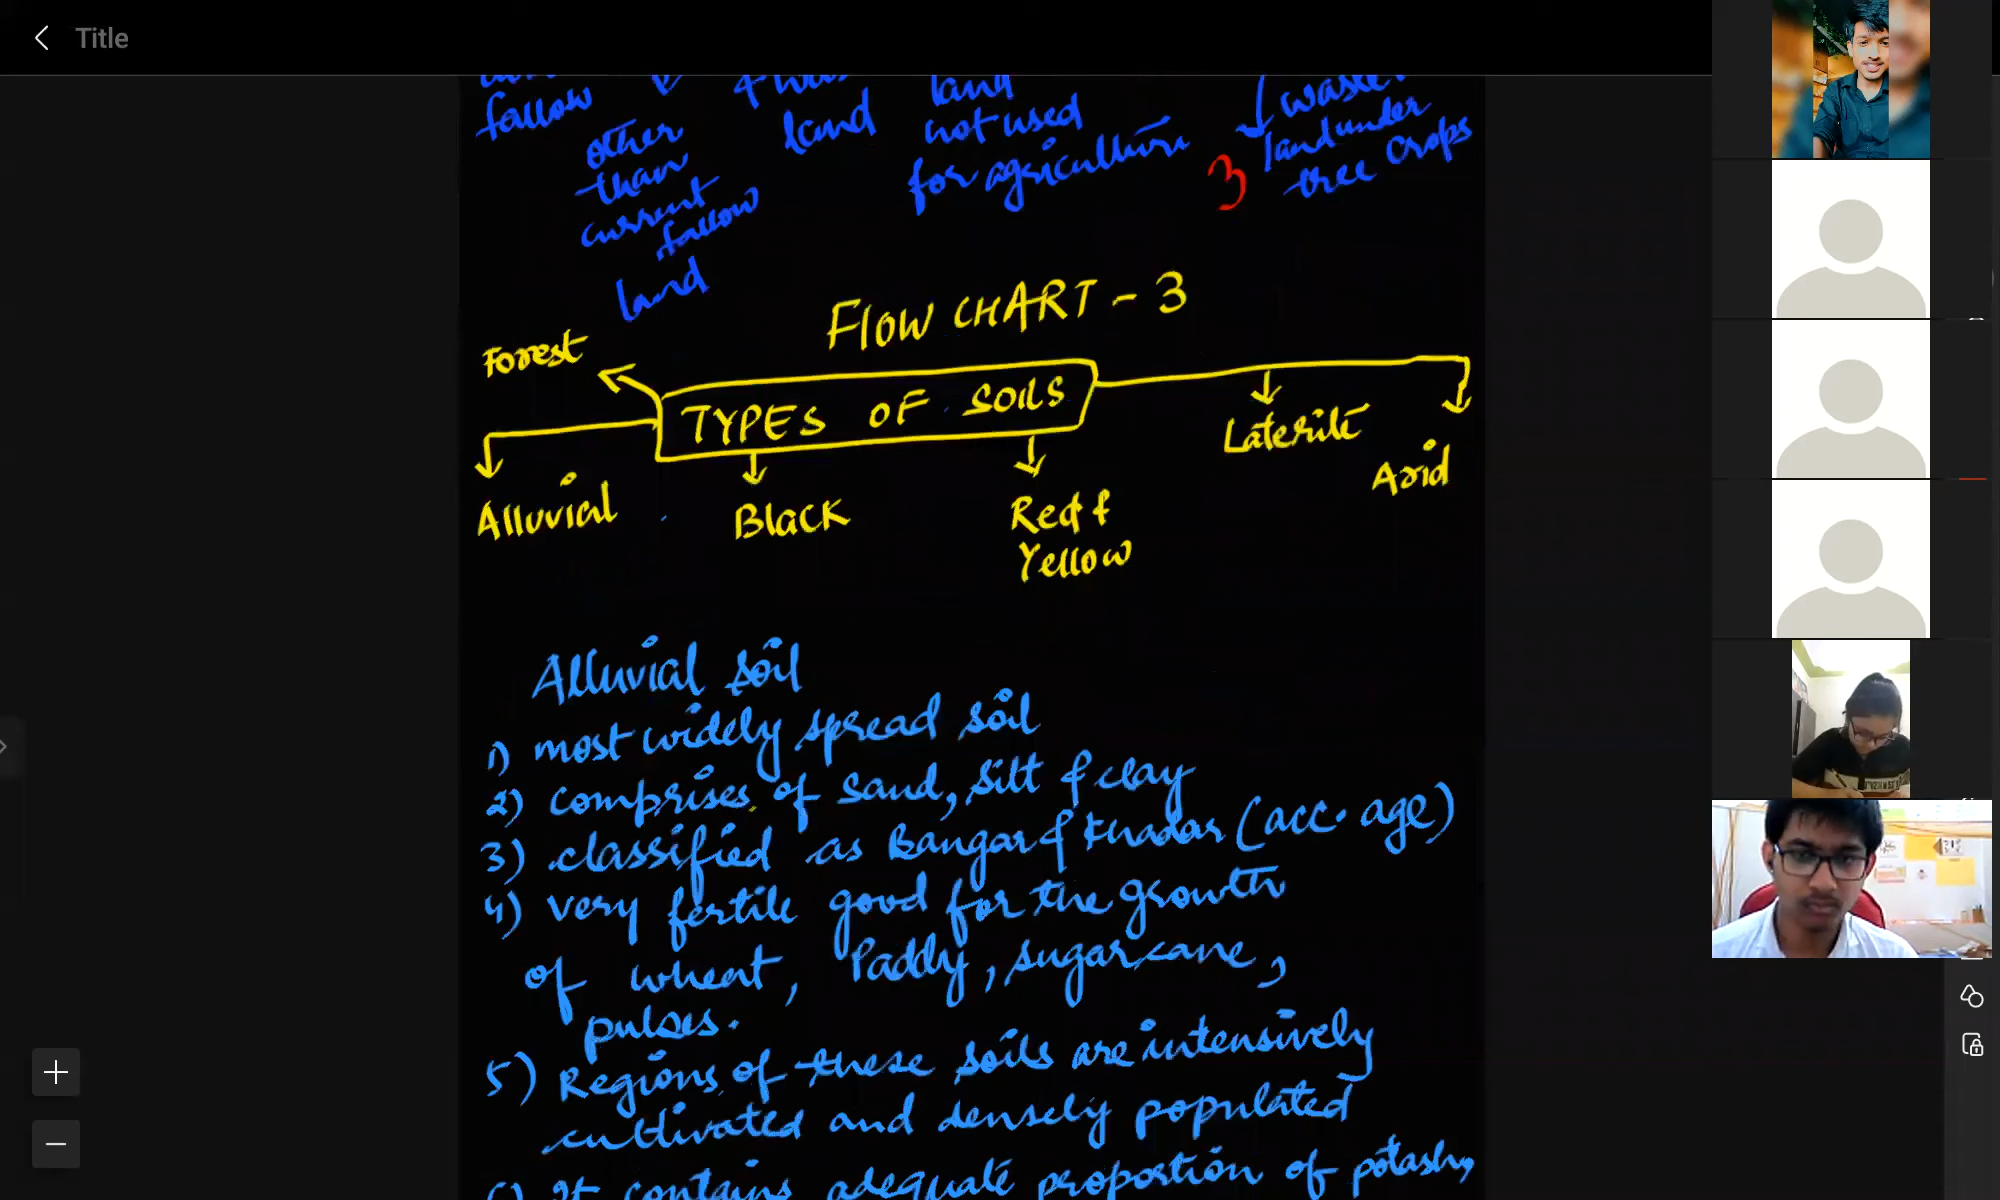 Title
fallow
other
than
current
fallow
land
land
land
not used
for agriculture
waste
land under
tree crops
3
FLOW CHART - 3
Forest
TYPES OF SOILS
Laterite
Arid
Alluvial
Black
Red &
Yellow
Alluvial soil
1) most widely spread soil
2) comprises of sand, silt & clay
3) classified as Bangar & Khadar (acc. age)
4) very fertile good for the growth
of wheat, Paddy, sugarcane,
pulses.
5) Regions of these soils are intensively
cultivated and densely populated
6) It contains adequate proportion of potash,